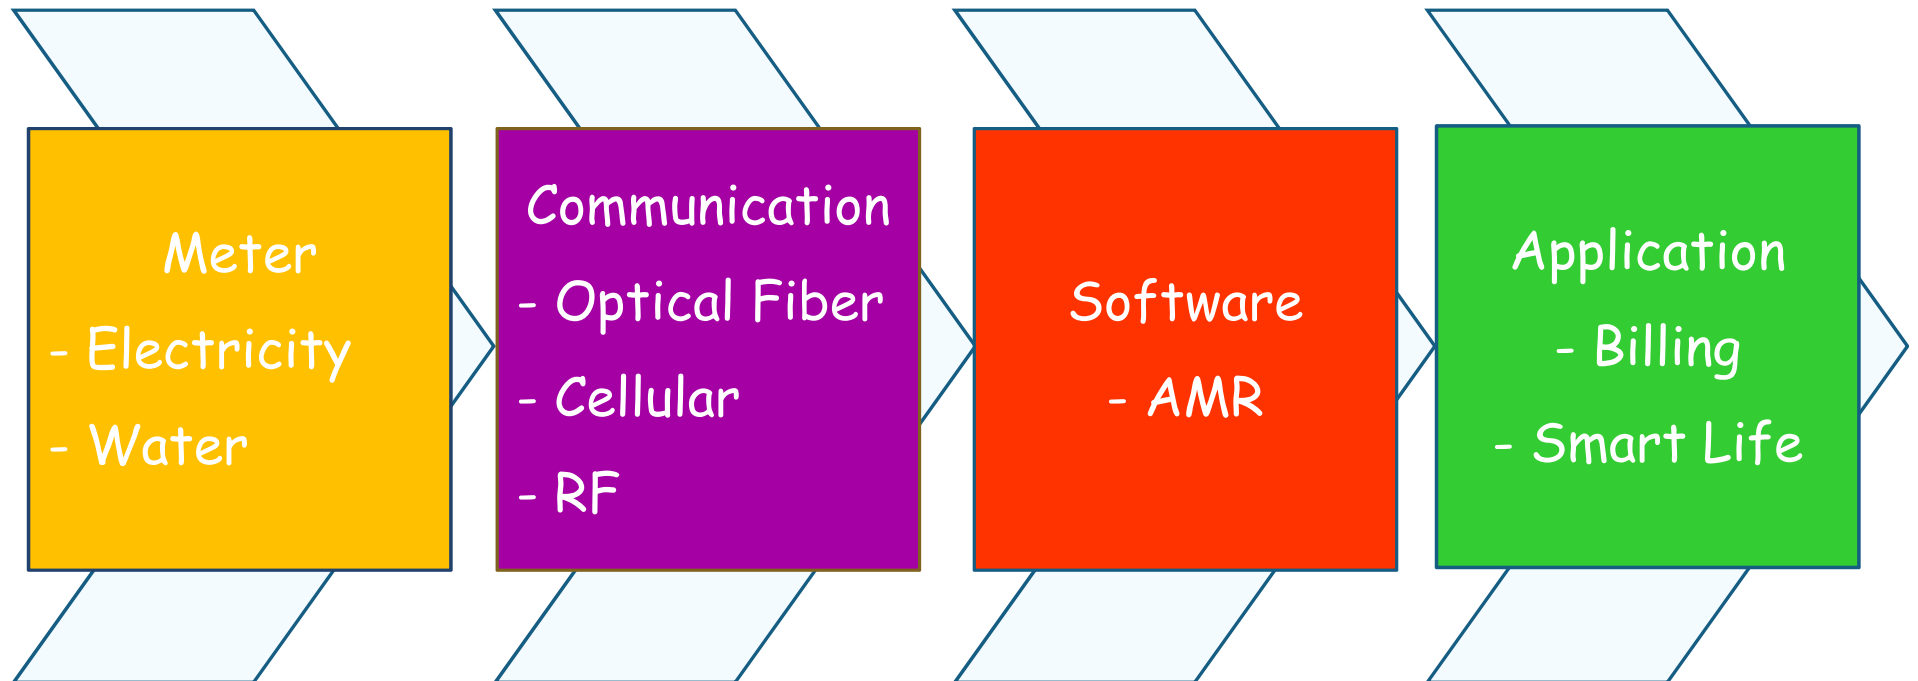 Meter
- Electricity
- Water
Communication
- Optical Fiber
- Cellular
- RF
Software
- AMR
Application
- Billing
- Smart Life